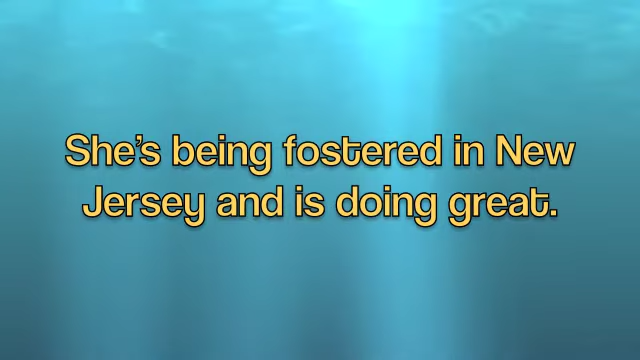 She’s being fostered in New
Jersey and is doing great.